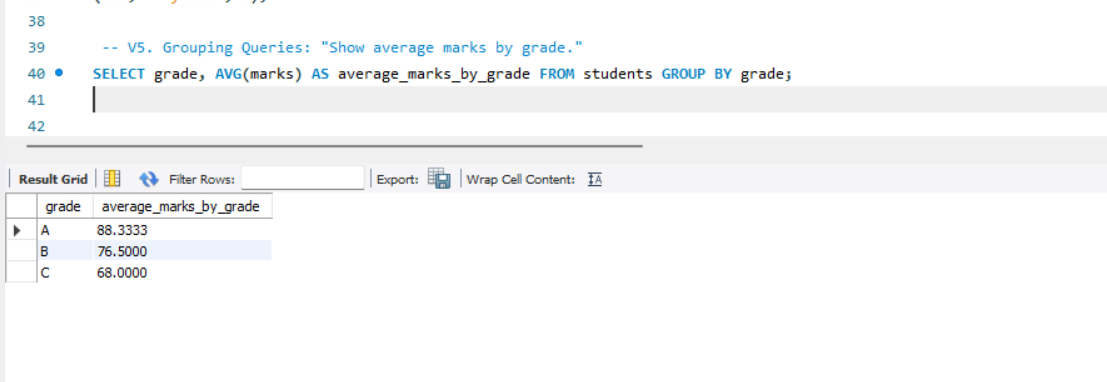 38
39 -- V5. Grouping Queries: "Show average marks by grade."
40 SELECT grade, AVG(marks) AS average_marks_by_grade FROM students GROUP BY grade;
41
42
Result Grid Filter Rows: Export: Wrap Cell Content: IA
grade average_marks_by_grade
A 88.3333
B 76.5000
C 68.0000